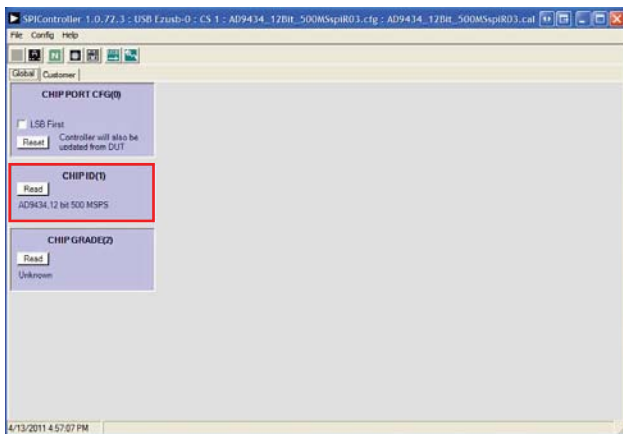 SPIController 1.0.72.3 : USB Ezusb-0 : CS 1 : AD9434_12Bit_500MSspiR03.cfg : AD9434_12Bit_500MSspiR03.cal
File Config Help
Global Customer
CHIP PORT CFG(0)
LSB First
Reset
Controller will also be
updated from DUT
CHIP ID(1)
Read
AD9434,12 bit 500 MSPS
CHIP GRADE(2)
Read
Unknown
4/13/2011 4:57:07 PM